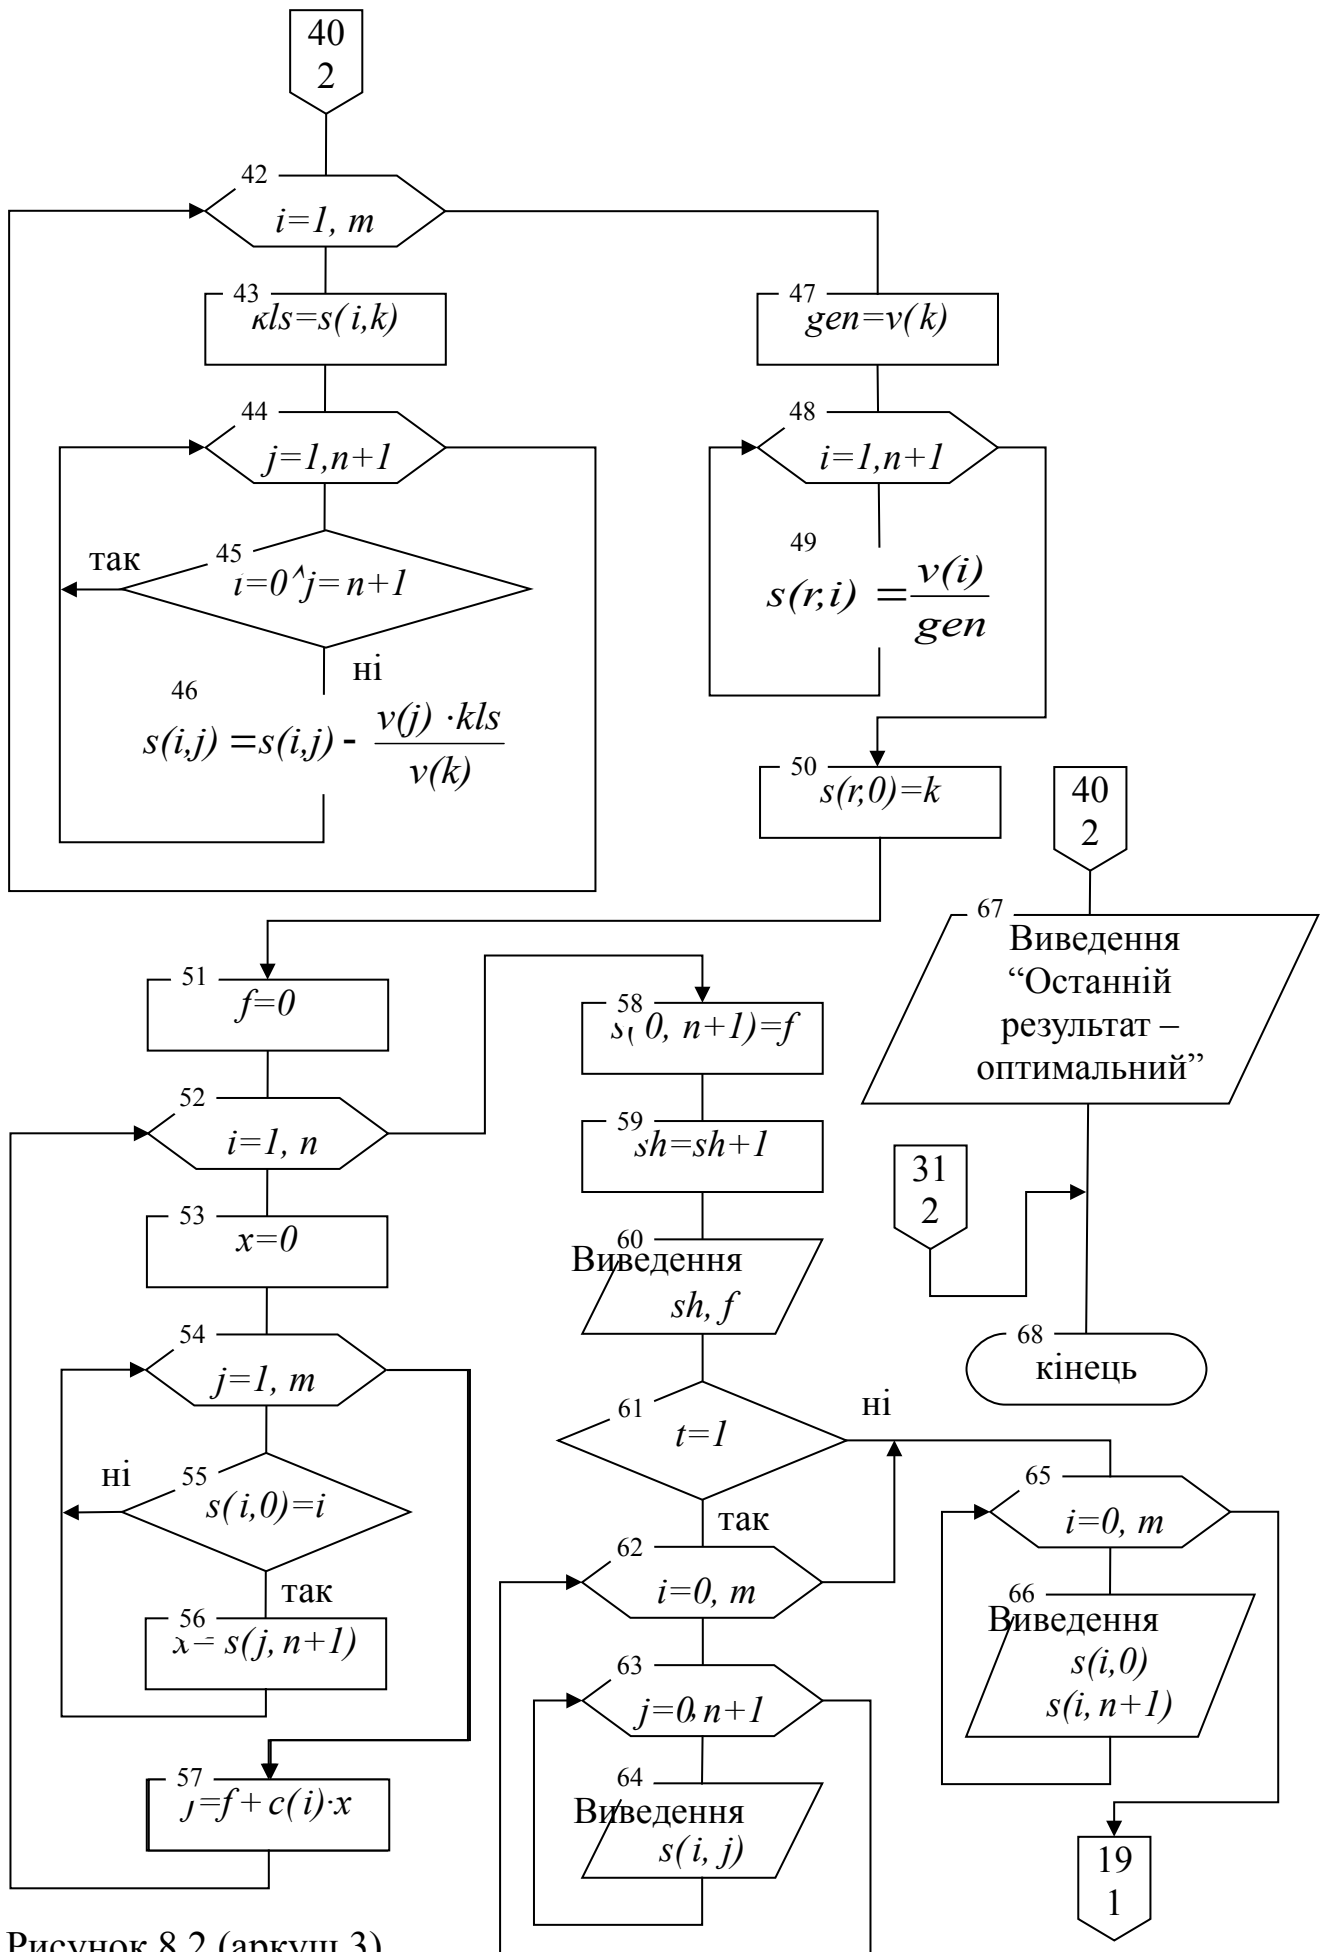 40
2
42
i=1, m
43
кls=s(i,k)
47
gen=v(k)
44
j=1,n+1
48
i=1,n+1
так
45
i=0^j=n+1
ні
49
s(r,i) = v(i)
gen
46
s(i,j) = s(i,j) - v(j) ·kls
v(k)
50
s(r,0)=k
40
2
67
Виведення
“Останній
результат –
оптимальний”
51
f=0
58
s( 0, n+1)=f
52
i=1, n
59
sh=sh+1
31
2
53
x=0
60
Виведення
sh, f
54
j=1, m
68
кінець
61
t=1
ні
так
ні
55
s(i,0)=i
так
65
i=0, m
62
i=0, m
56
x= s(j, n+1)
66
Виведення
s(i,0)
s(i, n+1)
63
j=0,n+1
57
f=f+c(i)·x
64
Виведення
s(i, j)
19
1
Рисунок 8.2 (аркуш 3)